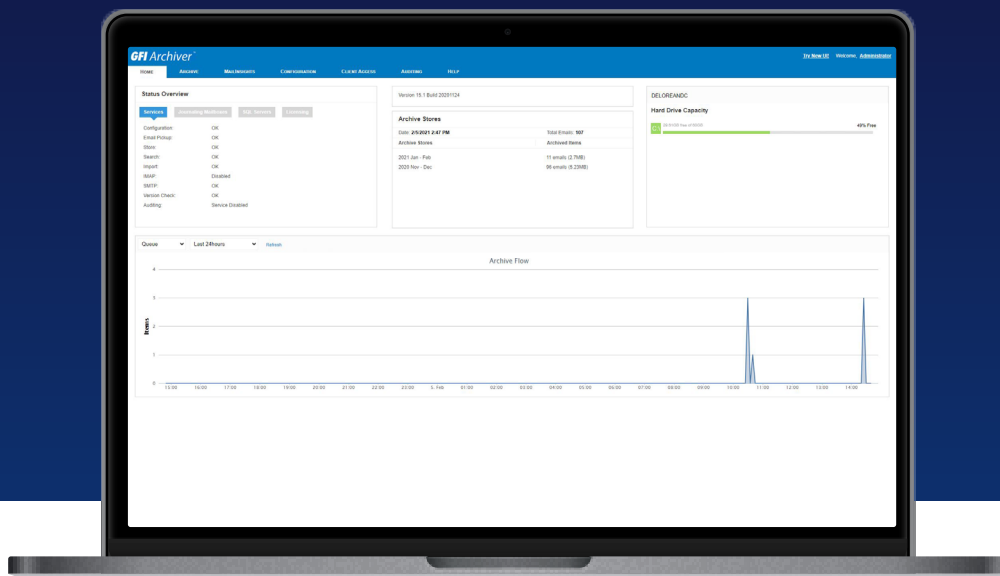 GFI Archiver
Try New UI Welcome, Administrator
HOME ARCHIVE MAILINSIGHTS CONFIGURATION CLIENT ACCESS AUDITING HELP
Status Overview
Services Journaling Mailboxes SQL Servers Licensing
Configuration: OK
Email Pickup: OK
Store: OK
Search: OK
Import: OK
IMAP: Disabled
SMTP: OK
Version Check: OK
Auditing Service Disabled
Version 15.1 Build 20201124
Archive Stores
Date: 2/5/2021 2:47 PM Total Emails: 107
Archive Stores Archived Items
2021 Jan - Feb 11 emails (2.7MB)
2020 Nov - Dec 96 emails (5.23MB)
DELOREANDC
Hard Drive Capacity
C:\ 49% Free
Queue Last 24hours Refresh
Archive Flow
Items
4
3
2
1
0
15:00 16:00 17:00 18:00 19:00 20:00 21:00 22:00 23:00 5. Feb 01:00 02:00 03:00 04:00 05:00 06:00 07:00 08:00 09:00 10:00 11:00 12:00 13:00 14:00